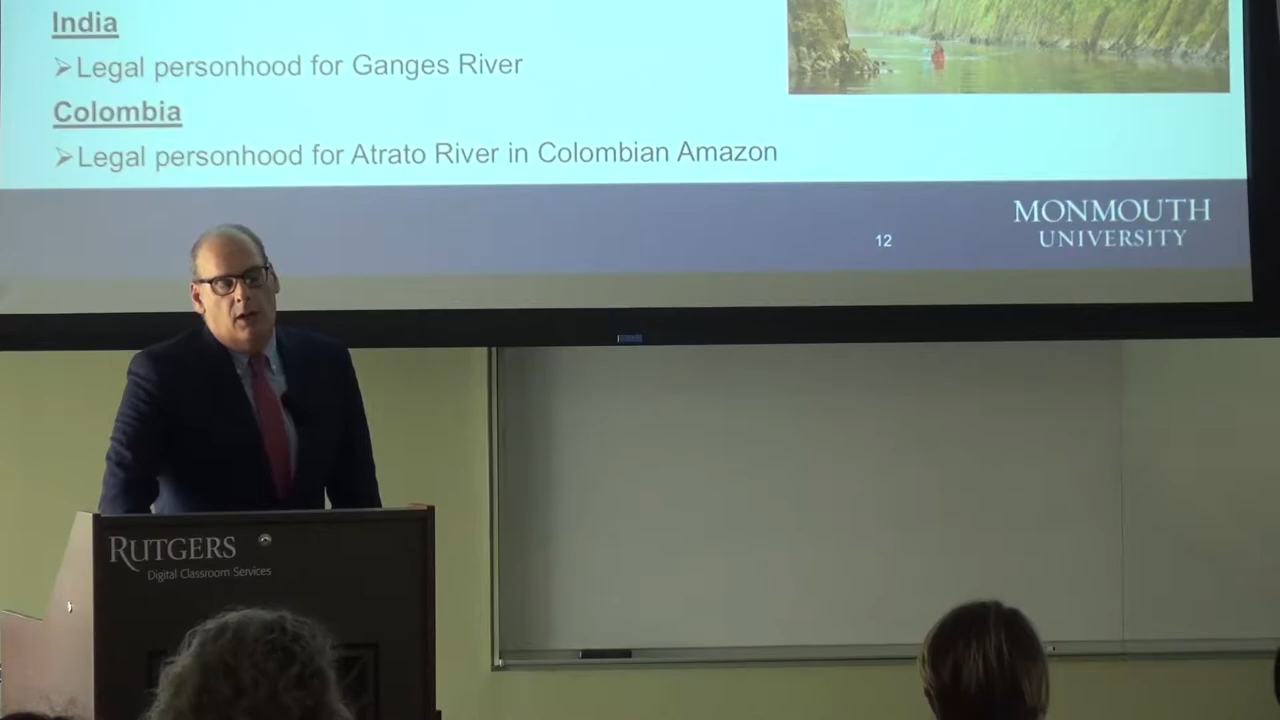 India
➢Legal personhood for Ganges River
Colombia
➢Legal personhood for Atrato River in Colombian Amazon
12
MONMOUTH
UNIVERSITY
RUTGERS
Digital Classroom Services